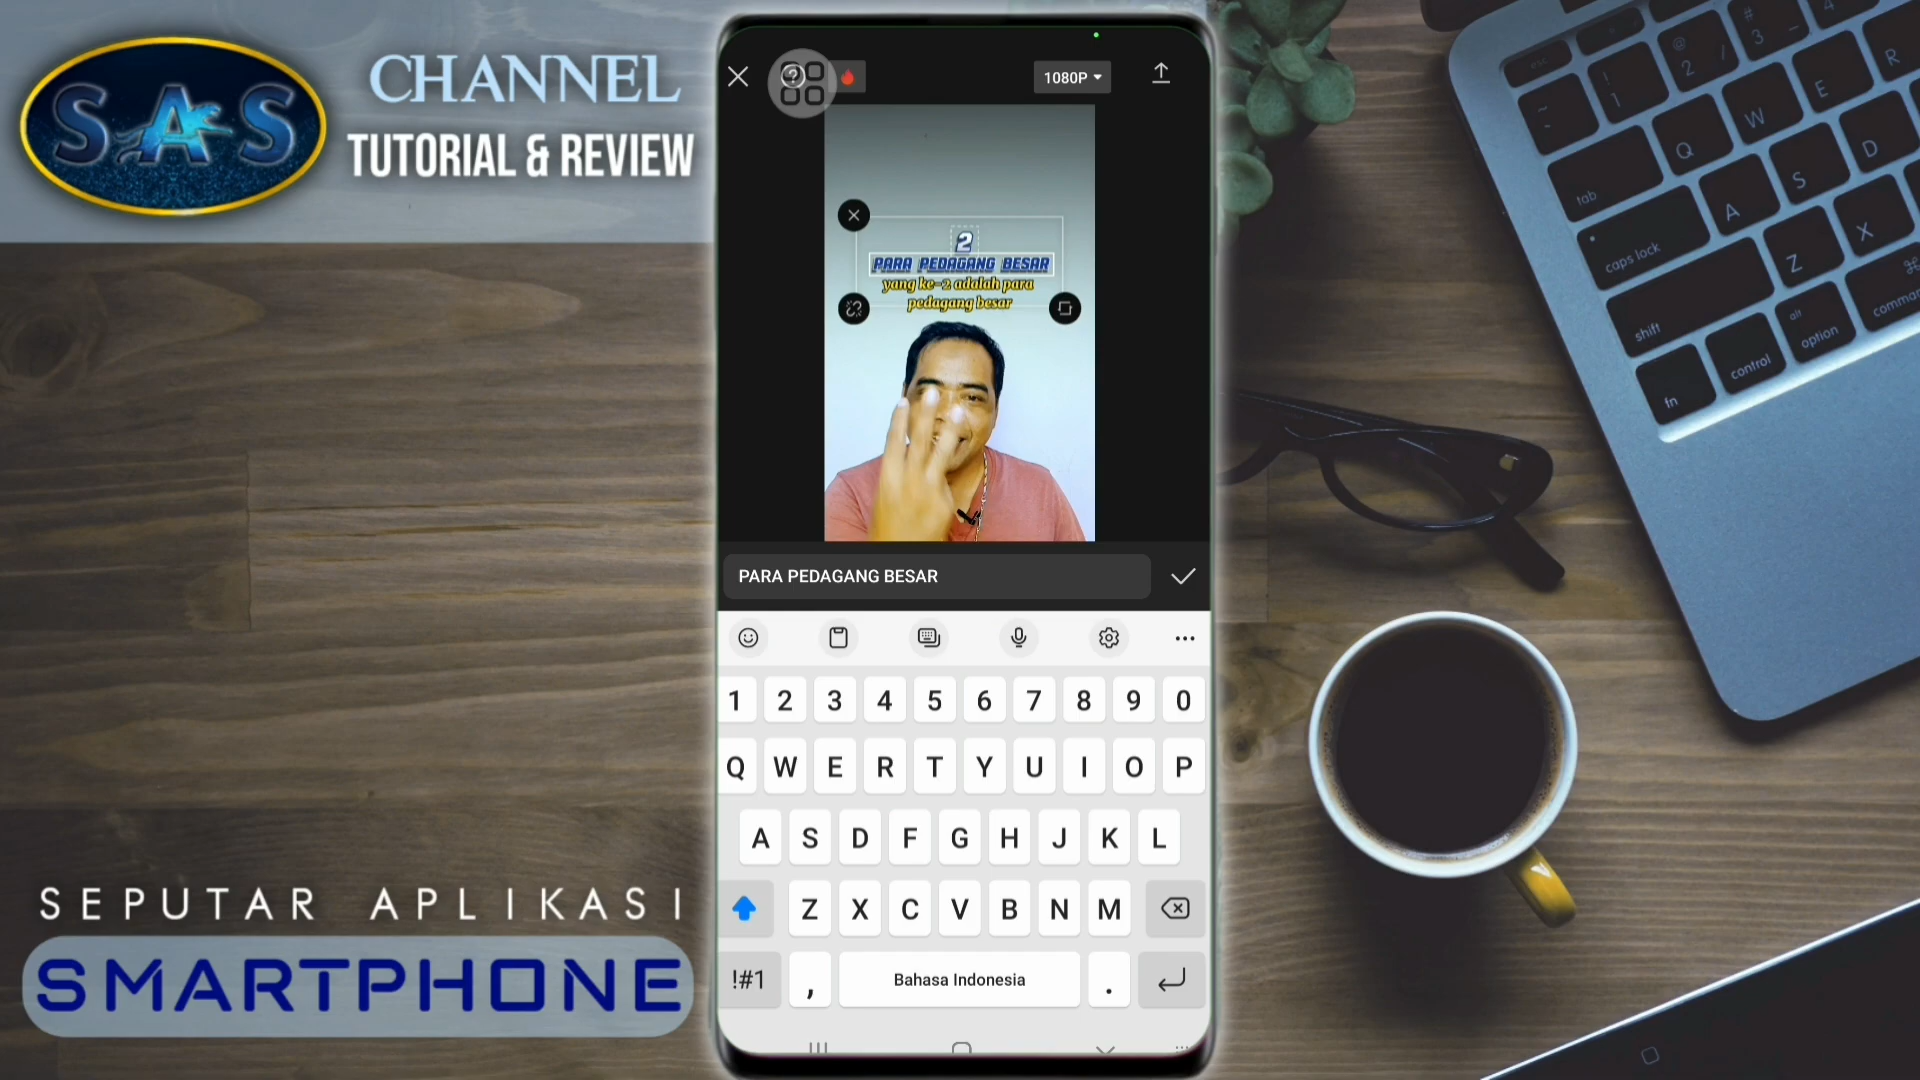 SAS
CHANNEL
TUTORIAL & REVIEW
1080P
2
PARA PEDAGANG BESAR
yang ke-2 adalah para
pedagang besar
PARA PEDAGANG BESAR
1 2 3 4 5 6 7 8 9 0
Q W E R T Y U I O P
A S D F G H J K L
Z X C V B N M
!#1 , Bahasa Indonesia .
SEPUTAR APLIKASI
SMARTPHONE
esc
~ ! 1 @ 2 # 3 4
tab Q W E R
caps lock A S D
shift Z X
fn control alt option command